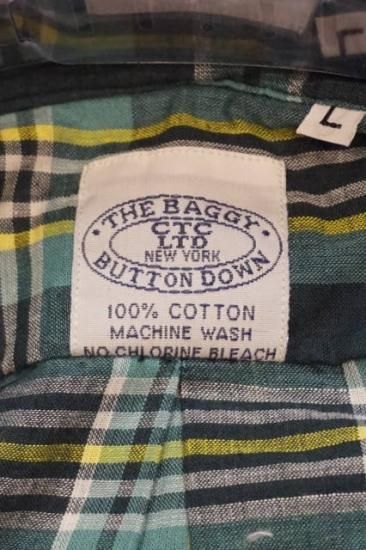 L
• THE BAGGY •
CTC
LTD
NEW YORK
BUTTON DOWN
100% COTTON
MACHINE WASH
NO CHLORINE BLEACH